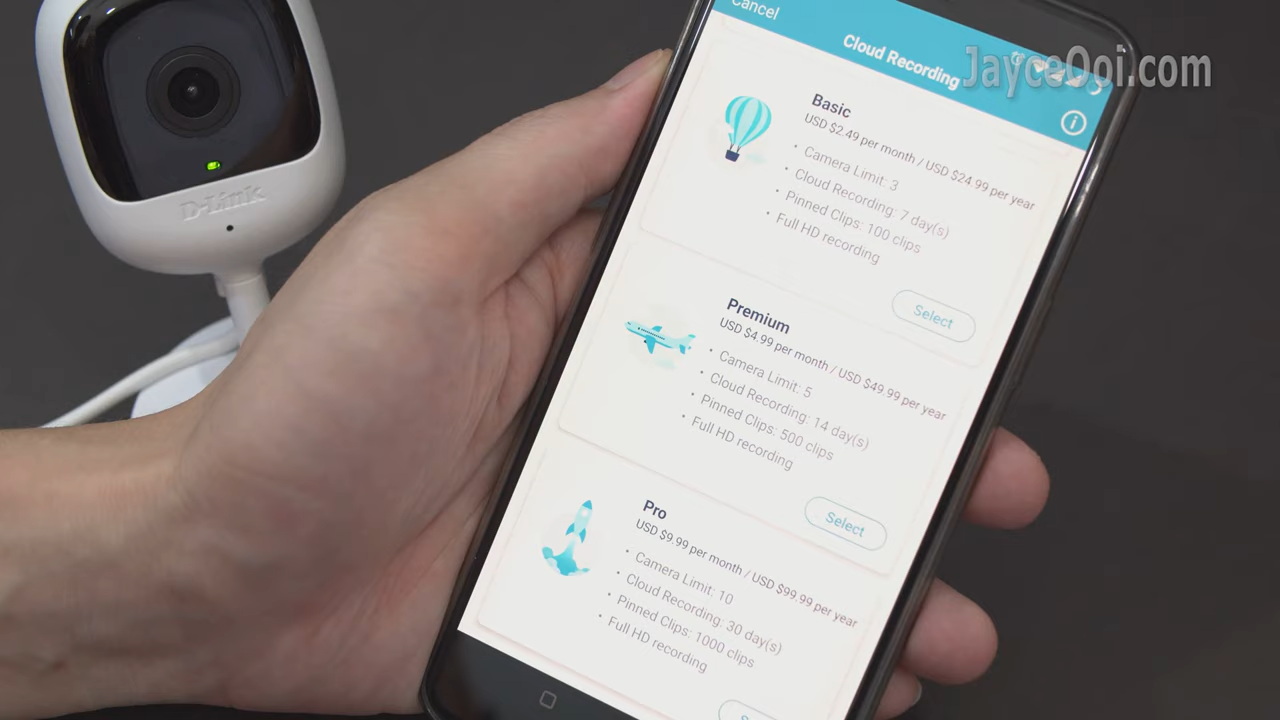 Cancel
Cloud Recording
JayceOoi.com
Basic
USD $2.49 per month / USD $24.99 per year
• Camera Limit: 3
• Cloud Recording: 7 day(s)
• Pinned Clips: 100 clips
• Full HD recording
Select
Premium
USD $4.99 per month / USD $49.99 per year
• Camera Limit: 5
• Cloud Recording: 14 day(s)
• Pinned Clips: 500 clips
• Full HD recording
Select
Pro
USD $9.99 per month / USD $99.99 per year
• Camera Limit: 10
• Cloud Recording: 30 day(s)
• Pinned Clips: 1000 clips
• Full HD recording
D-Link